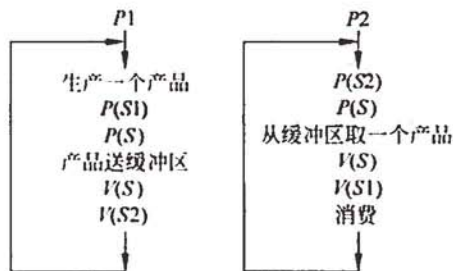 P1
生产一个产品
P(S1)
P(S)
产品送缓冲区
V(S)
V(S2)
P2
P(S2)
P(S)
从缓冲区取一个产品
V(S)
V(S1)
消费